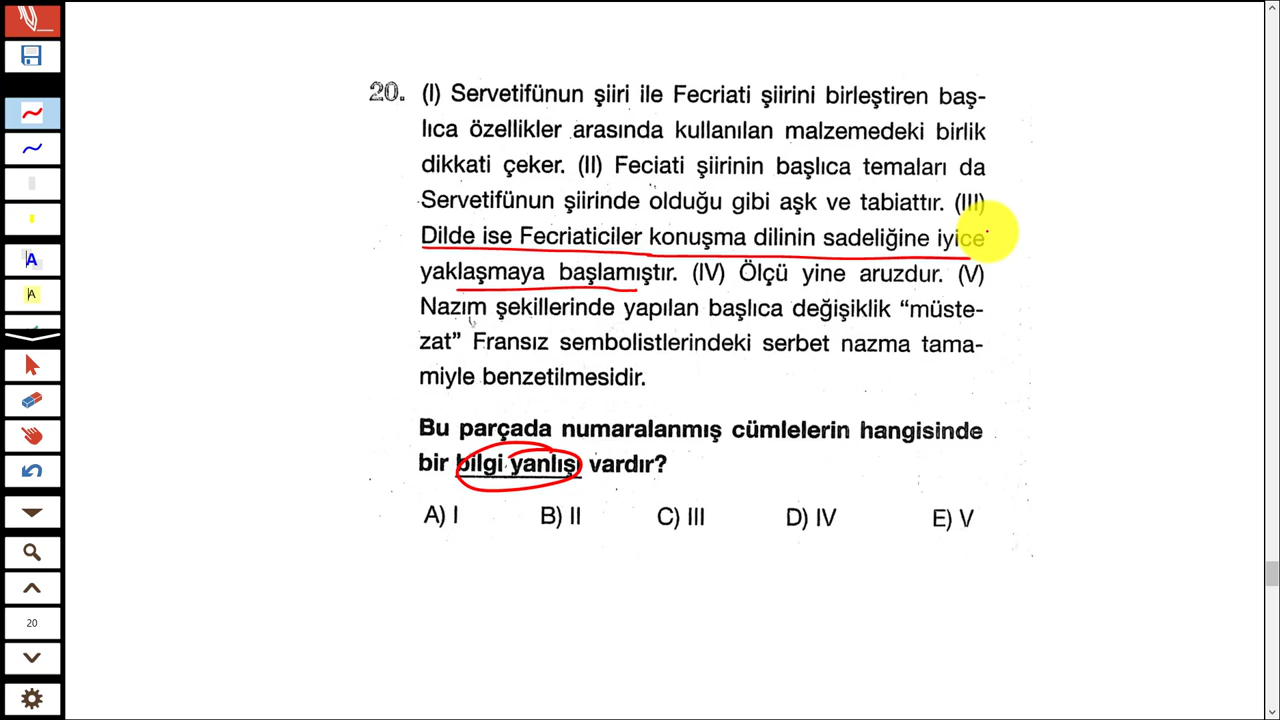 20. (I) Servetifünun şiiri ile Fecriati şiirini birleştiren baş-
lıca özellikler arasında kullanılan malzemedeki birlik
dikkati çeker. (II) Feciati şiirinin başlıca temaları da
Servetifünun şiirinde olduğu gibi aşk ve tabiattır. (III)
Dilde ise Fecriaticiler konuşma dilinin sadeliğine iyice
yaklaşmaya başlamıştır. (IV) Ölçü yine aruzdur. (V)
Nazım şekillerinde yapılan başlıca değişiklik “müste-
zat” Fransız sembolistlerindeki serbet nazma tama-
miyle benzetilmesidir.
Bu parçada numaralanmış cümlelerin hangisinde
bir bilgi yanlışı vardır?
A) I B) II C) III D) IV E) V
A
A
20